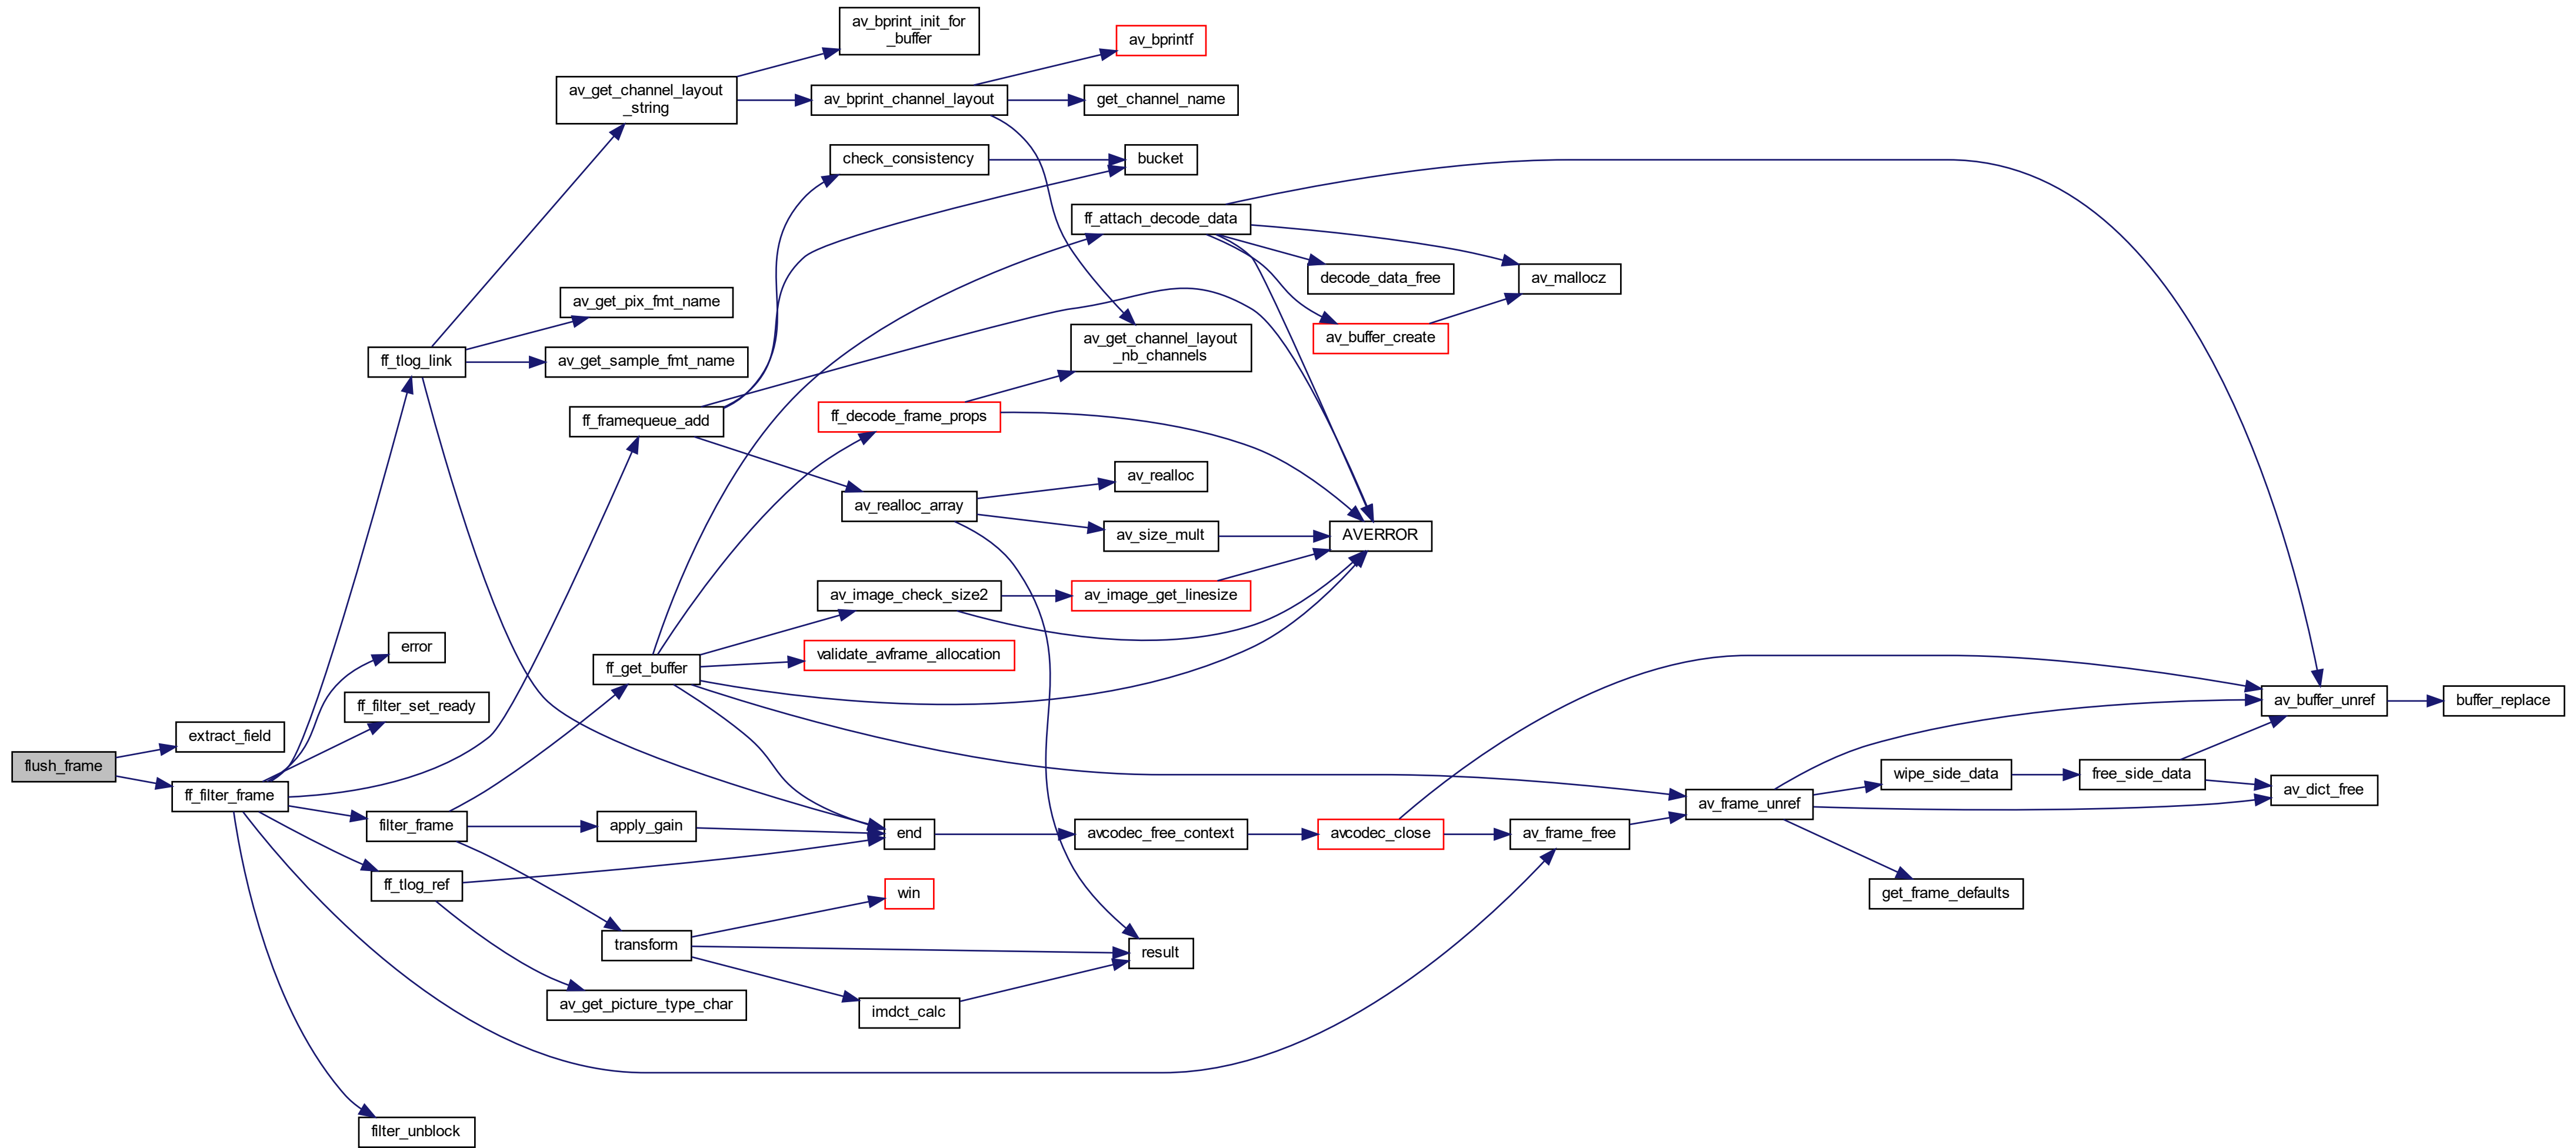 av_bprint_init_for
_buffer
av_bprintf
av_get_channel_layout
_string
av_bprint_channel_layout
get_channel_name
check_consistency
bucket
ff_attach_decode_data
decode_data_free
av_mallocz
av_get_pix_fmt_name
av_buffer_create
av_get_channel_layout
_nb_channels
ff_tlog_link
av_get_sample_fmt_name
ff_framequeue_add
ff_decode_frame_props
av_realloc
av_realloc_array
av_size_mult
AVERROR
av_image_check_size2
av_image_get_linesize
error
validate_avframe_allocation
ff_get_buffer
ff_filter_set_ready
av_buffer_unref
buffer_replace
extract_field
flush_frame
wipe_side_data
free_side_data
ff_filter_frame
av_frame_unref
av_dict_free
filter_frame
apply_gain
end
avcodec_free_context
avcodec_close
av_frame_free
ff_tlog_ref
win
get_frame_defaults
transform
result
av_get_picture_type_char
imdct_calc
filter_unblock